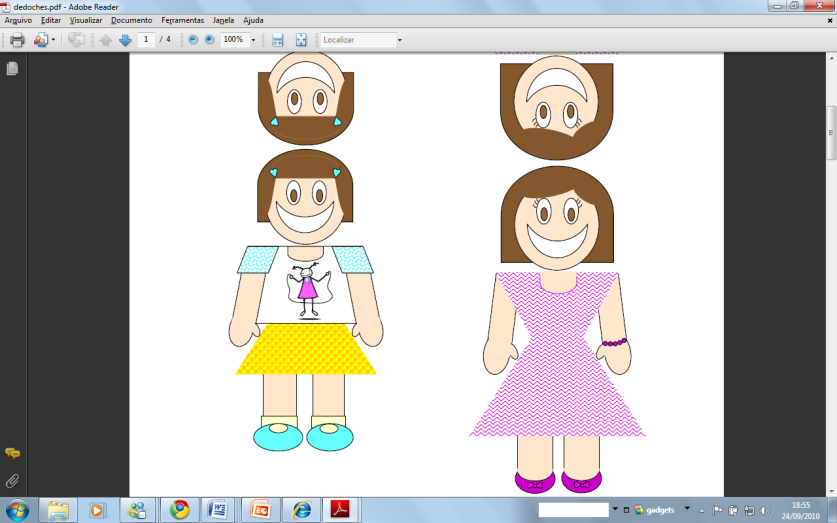 dedoches.pdf - Adobe Reader
Arquivo Editar Visualizar Documento Ferramentas Janela Ajuda
1 / 4 100% Localizar
gadgets
18:55
24/09/2010